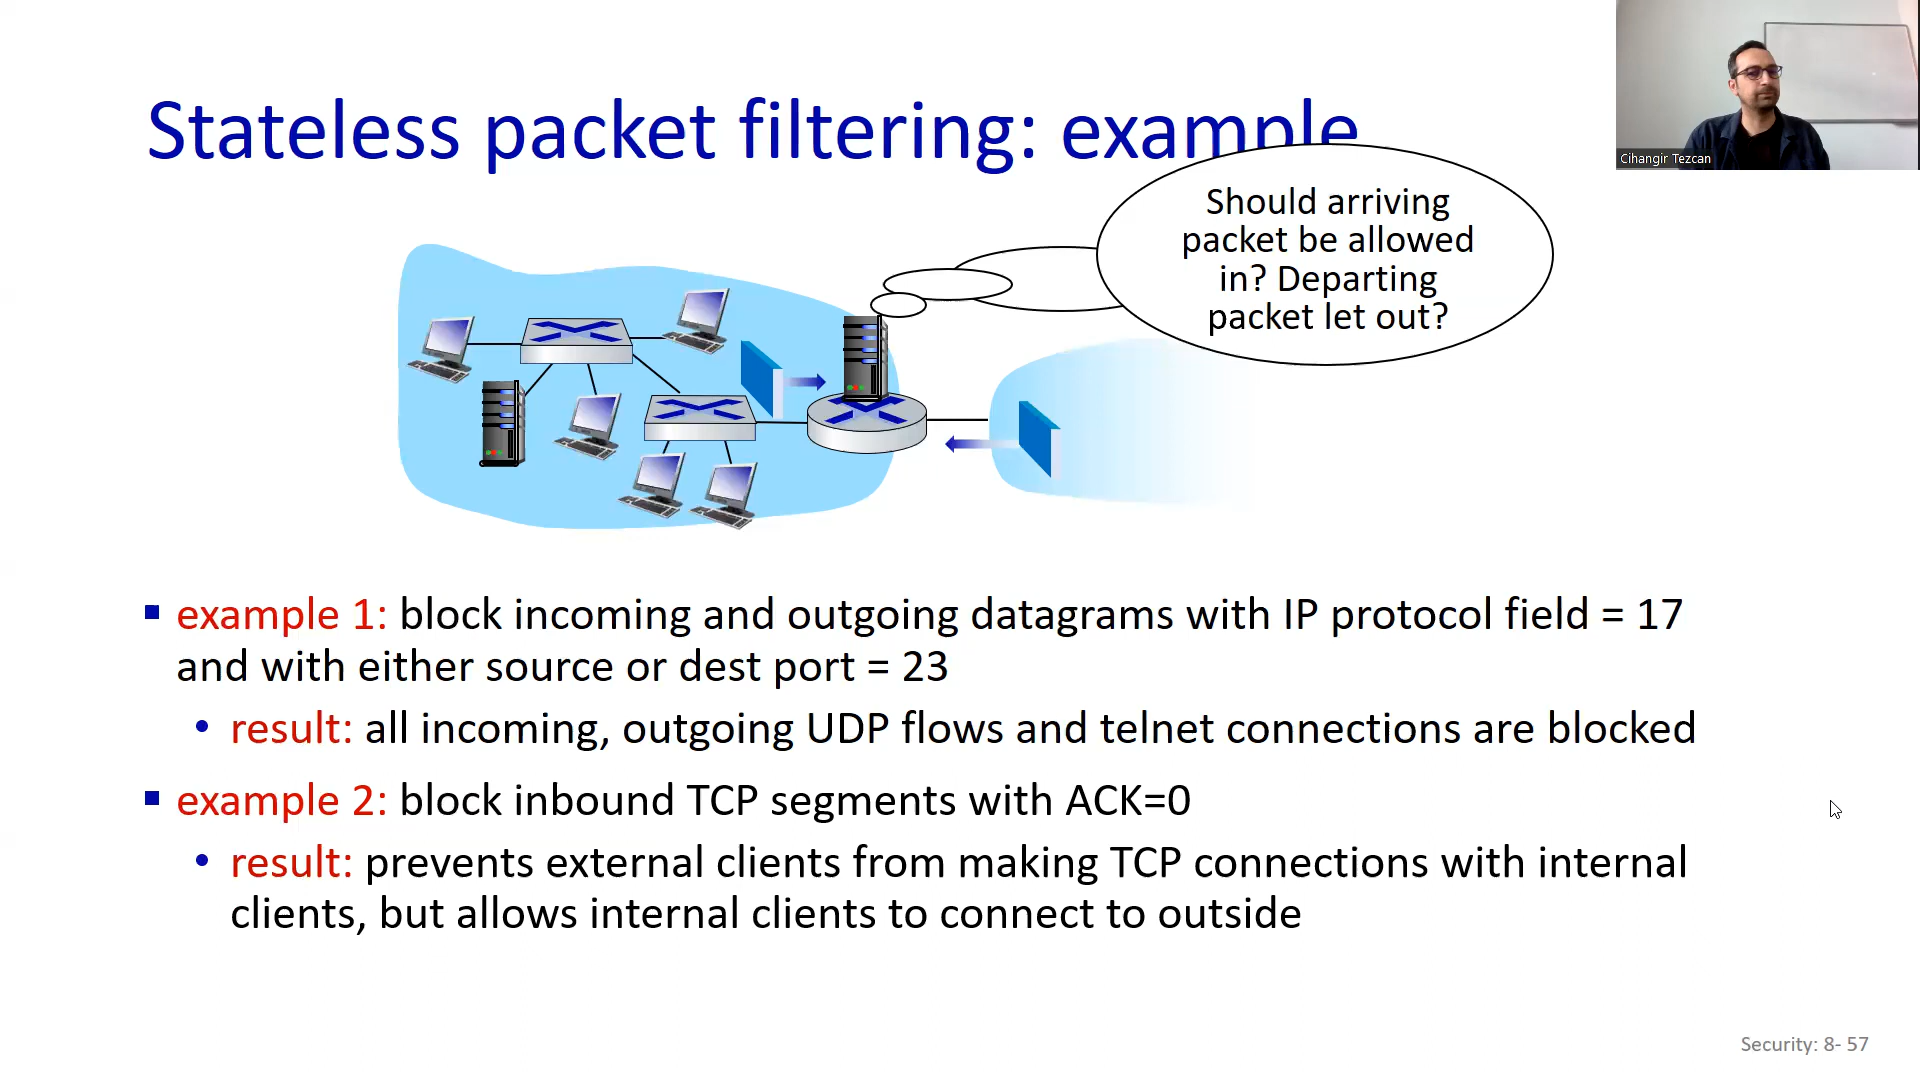 Cihangir Tezcan
Stateless packet filtering: example
Should arriving
packet be allowed
in? Departing
packet let out?
▪ example 1: block incoming and outgoing datagrams with IP protocol field = 17
and with either source or dest port = 23
• result: all incoming, outgoing UDP flows and telnet connections are blocked
▪ example 2: block inbound TCP segments with ACK=0
• result: prevents external clients from making TCP connections with internal
clients, but allows internal clients to connect to outside
Security: 8- 57